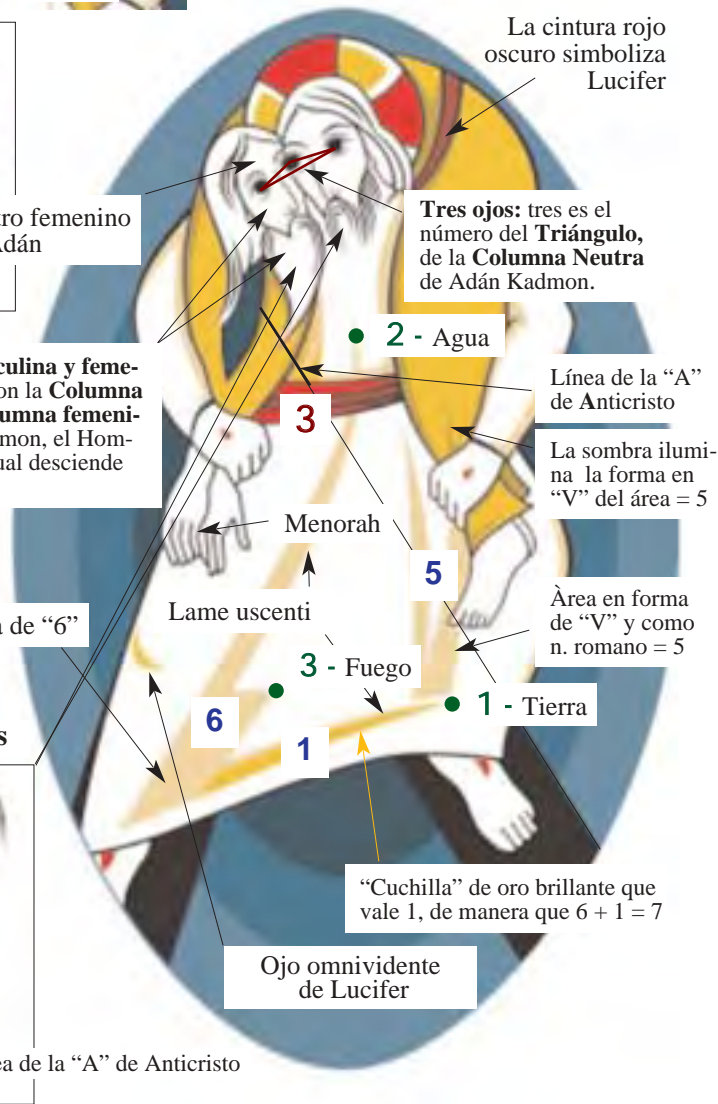 La cintura rojo
oscuro simboliza
Lucifer
tro femenino
Adán
Tres ojos: tres es el
número del Triángulo,
de la Columna Neutra
de Adán Kadmon.
2 - Agua
culina y feme-
on la Columna
umna femeni-
mon, el Hom-
ual desciende
3
Línea de la “A”
de Anticristo
La sombra ilumi-
na la forma en
“V” del área = 5
Menorah
5
a de “6”
Lame uscenti
Àrea en forma
de “V” y como
n. romano = 5
3 - Fuego
1 - Tierra
6
1
s
“Cuchilla” de oro brillante que
vale 1, de manera que 6 + 1 = 7
Ojo omnividente
de Lucifer
ea de la “A” de Anticristo